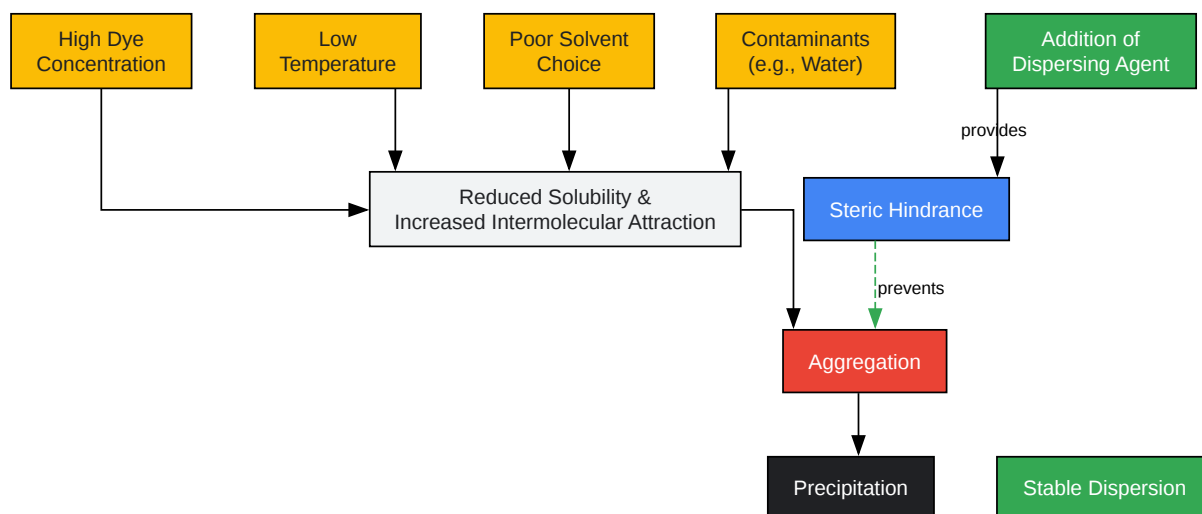 High Dye
Concentration
Low
Temperature
Poor Solvent
Choice
Contaminants
(e.g., Water)
Addition of
Dispersing Agent
provides
Reduced Solubility &
Increased Intermolecular Attraction
Steric Hindrance
prevents
Aggregation
Precipitation
Stable Dispersion